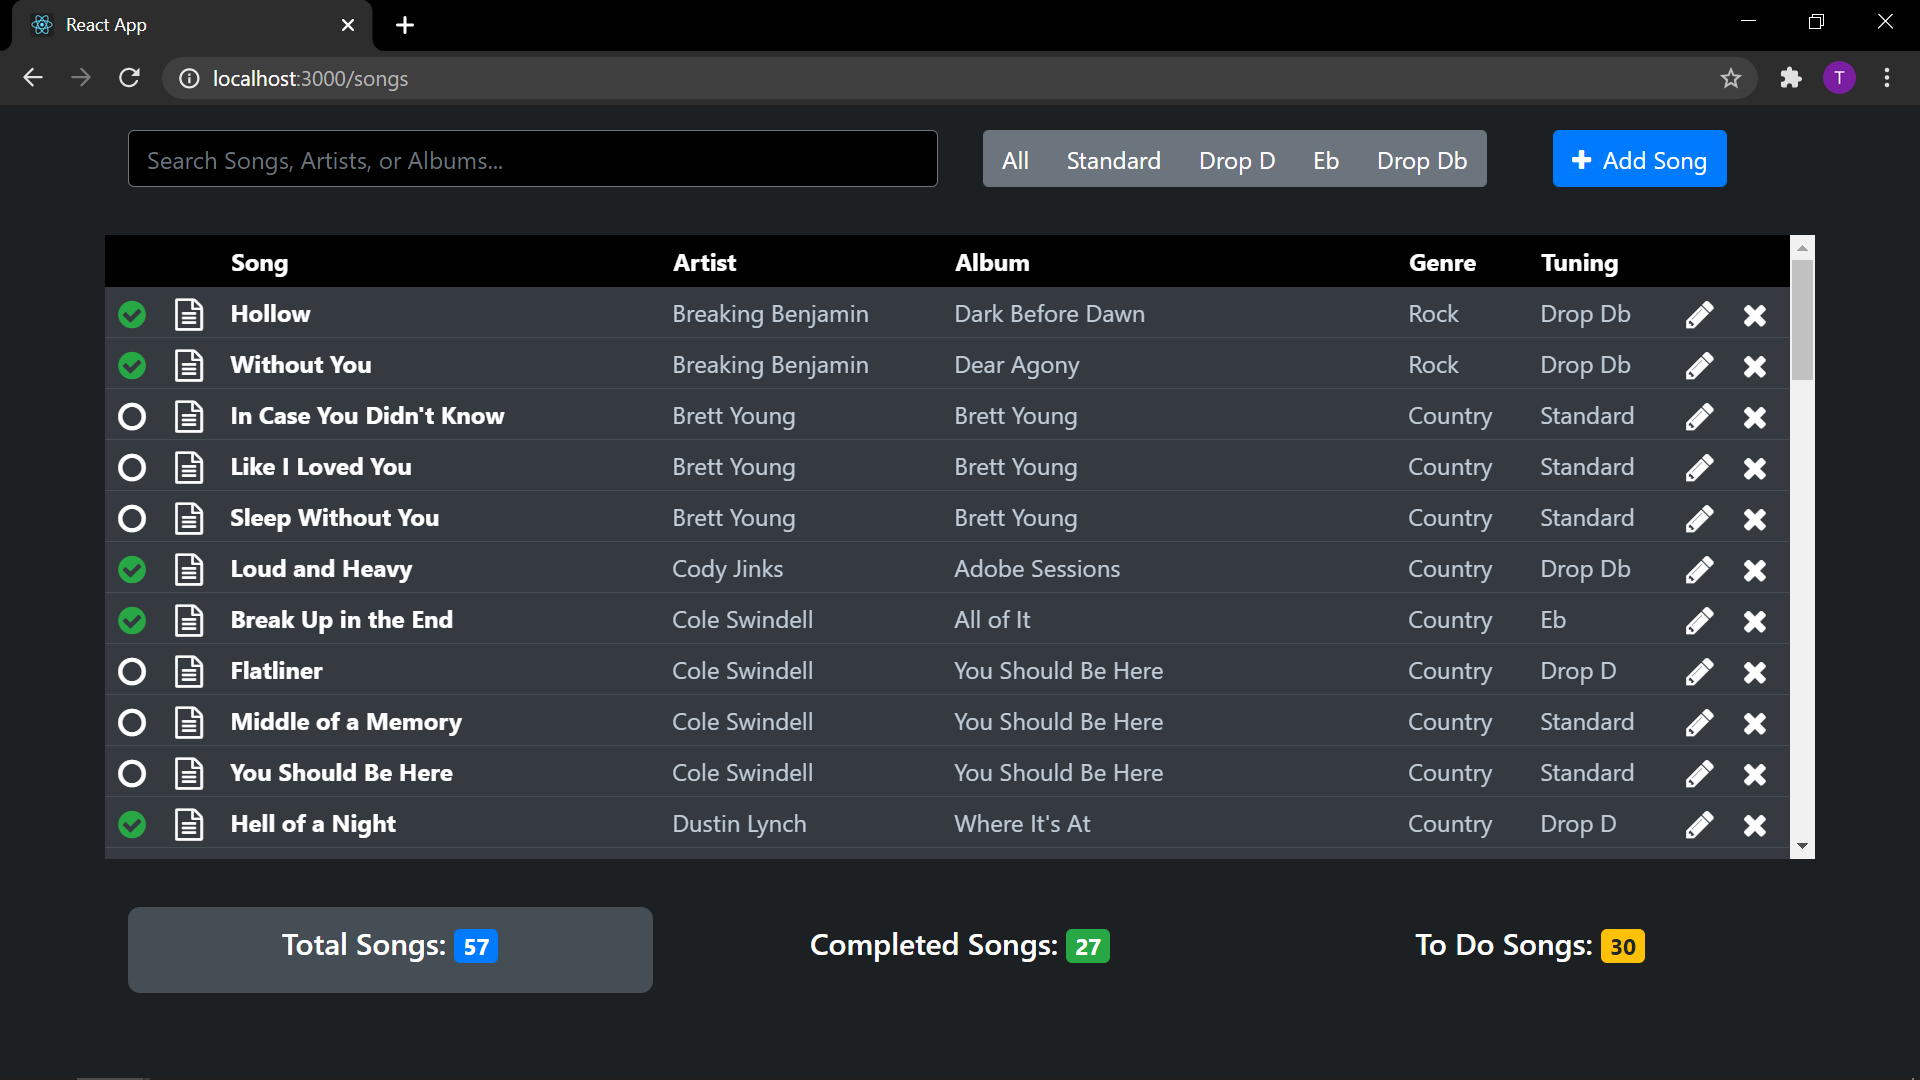 React App
localhost:3000/songs
T
Search Songs, Artists, or Albums...
All Standard Drop D Eb Drop Db
Add Song
Song Artist Album Genre Tuning
Hollow Breaking Benjamin Dark Before Dawn Rock Drop Db
Without You Breaking Benjamin Dear Agony Rock Drop Db
In Case You Didn't Know Brett Young Brett Young Country Standard
Like I Loved You Brett Young Brett Young Country Standard
Sleep Without You Brett Young Brett Young Country Standard
Loud and Heavy Cody Jinks Adobe Sessions Country Drop Db
Break Up in the End Cole Swindell All of It Country Eb
Flatliner Cole Swindell You Should Be Here Country Drop D
Middle of a Memory Cole Swindell You Should Be Here Country Standard
You Should Be Here Cole Swindell You Should Be Here Country Standard
Hell of a Night Dustin Lynch Where It's At Country Drop D
Total Songs: 57
Completed Songs: 27
To Do Songs: 30